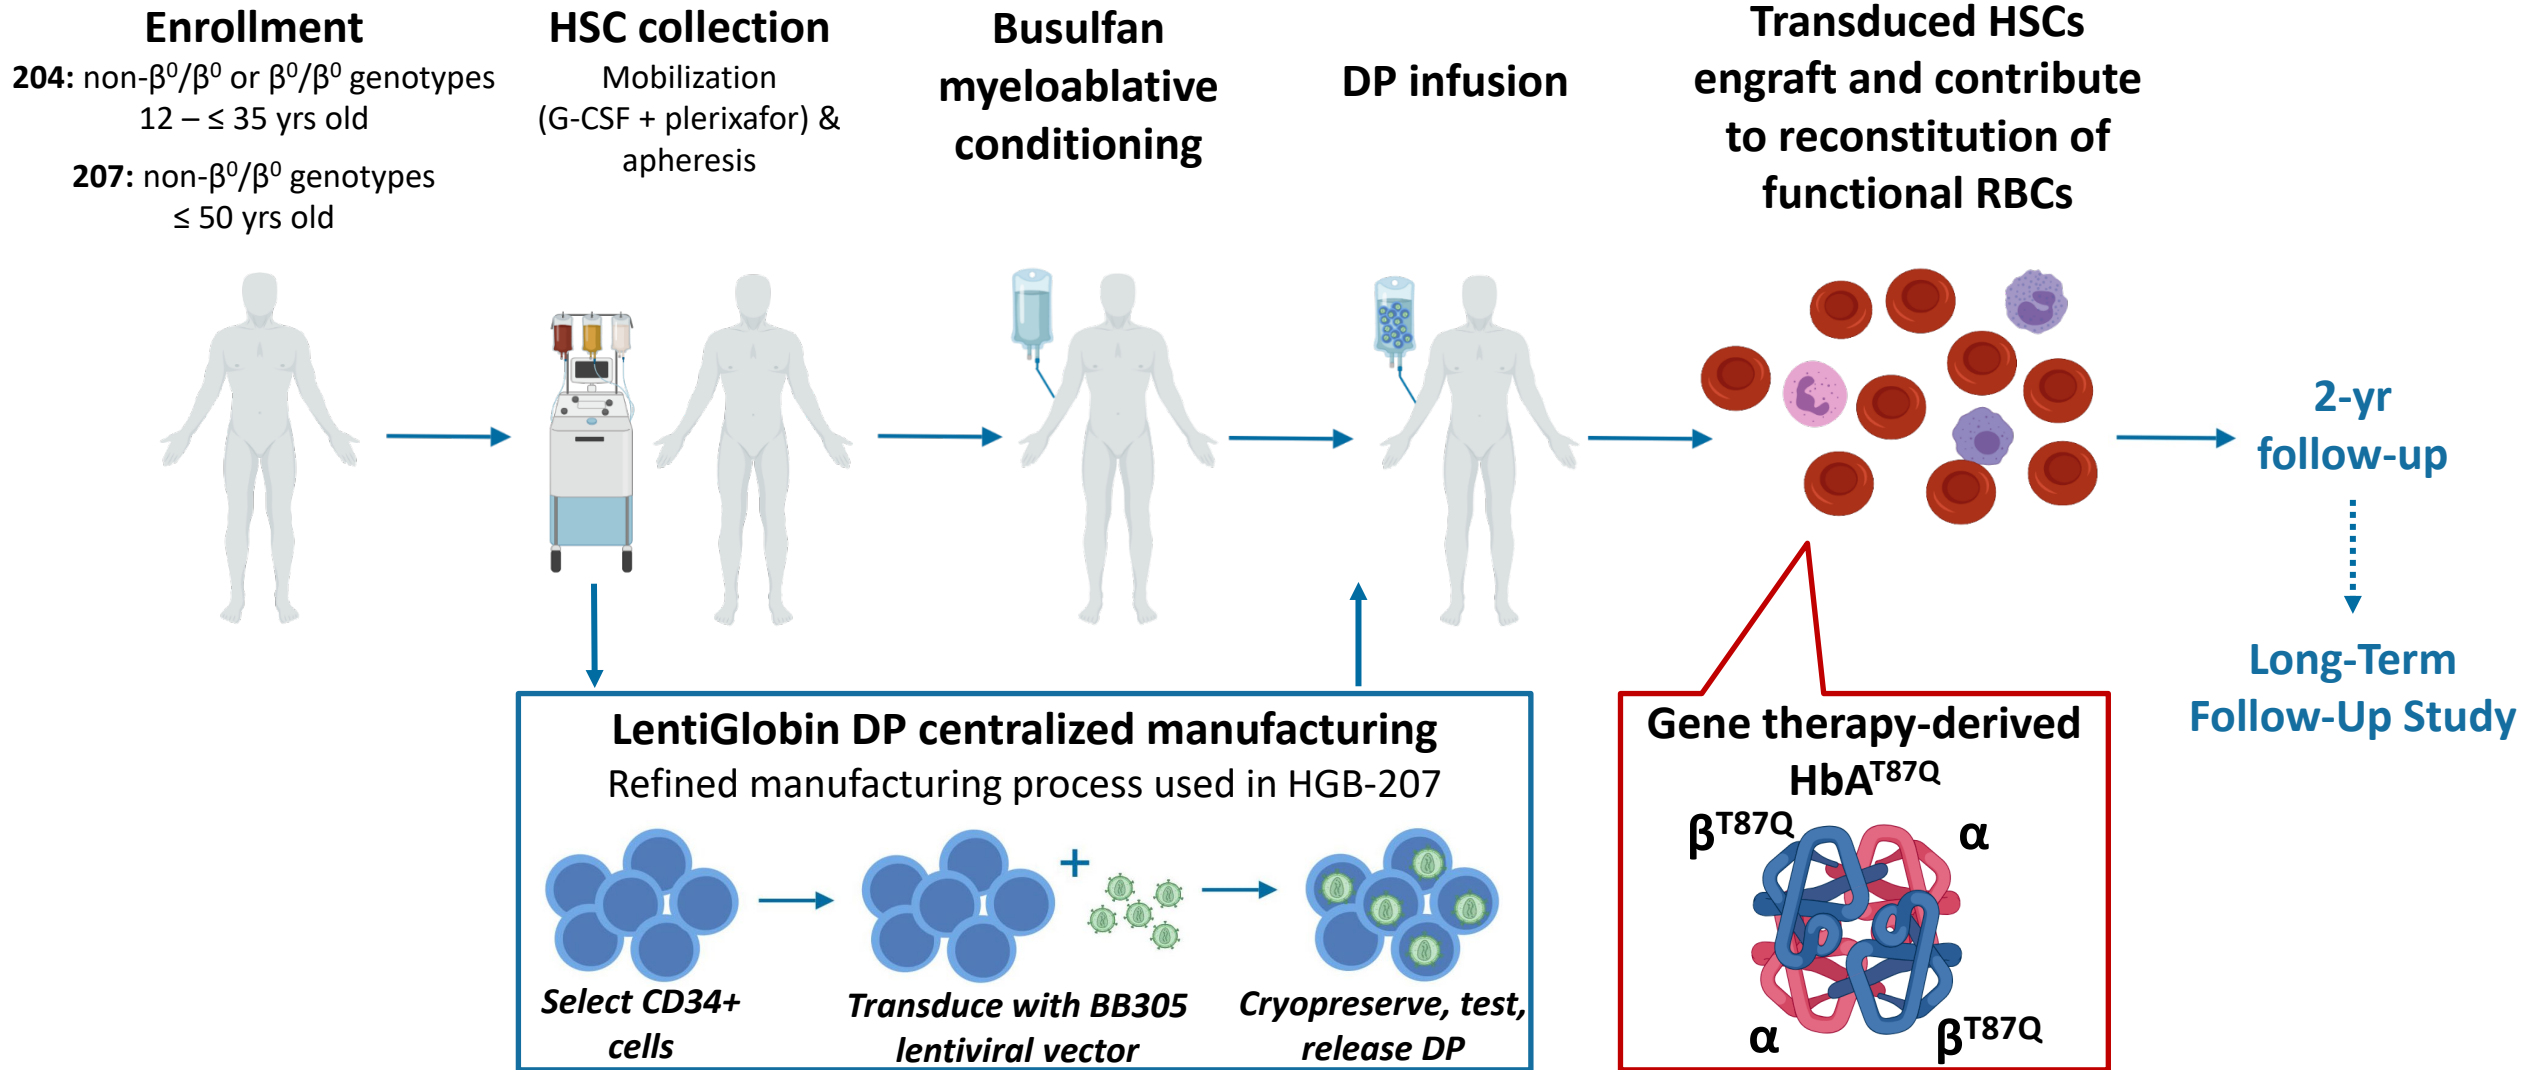 Enrollment
204: non-β⁰/β⁰ or β⁰/β⁰ genotypes
12 – ≤ 35 yrs old
207: non-β⁰/β⁰ genotypes
≤ 50 yrs old
HSC collection
Mobilization
(G-CSF + plerixafor) &
apheresis
Busulfan
myeloablative
conditioning
DP infusion
Transduced HSCs
engraft and contribute
to reconstitution of
functional RBCs
2-yr
follow-up
Long-Term
Follow-Up Study
LentiGlobin DP centralized manufacturing
Refined manufacturing process used in HGB-207
+
Select CD34+
cells
Transduce with BB305
lentiviral vector
Cryopreserve, test,
release DP
Gene therapy-derived
HbAᵀ⁸⁷Q
βᵀ⁸⁷Q
α
α
βᵀ⁸⁷Q